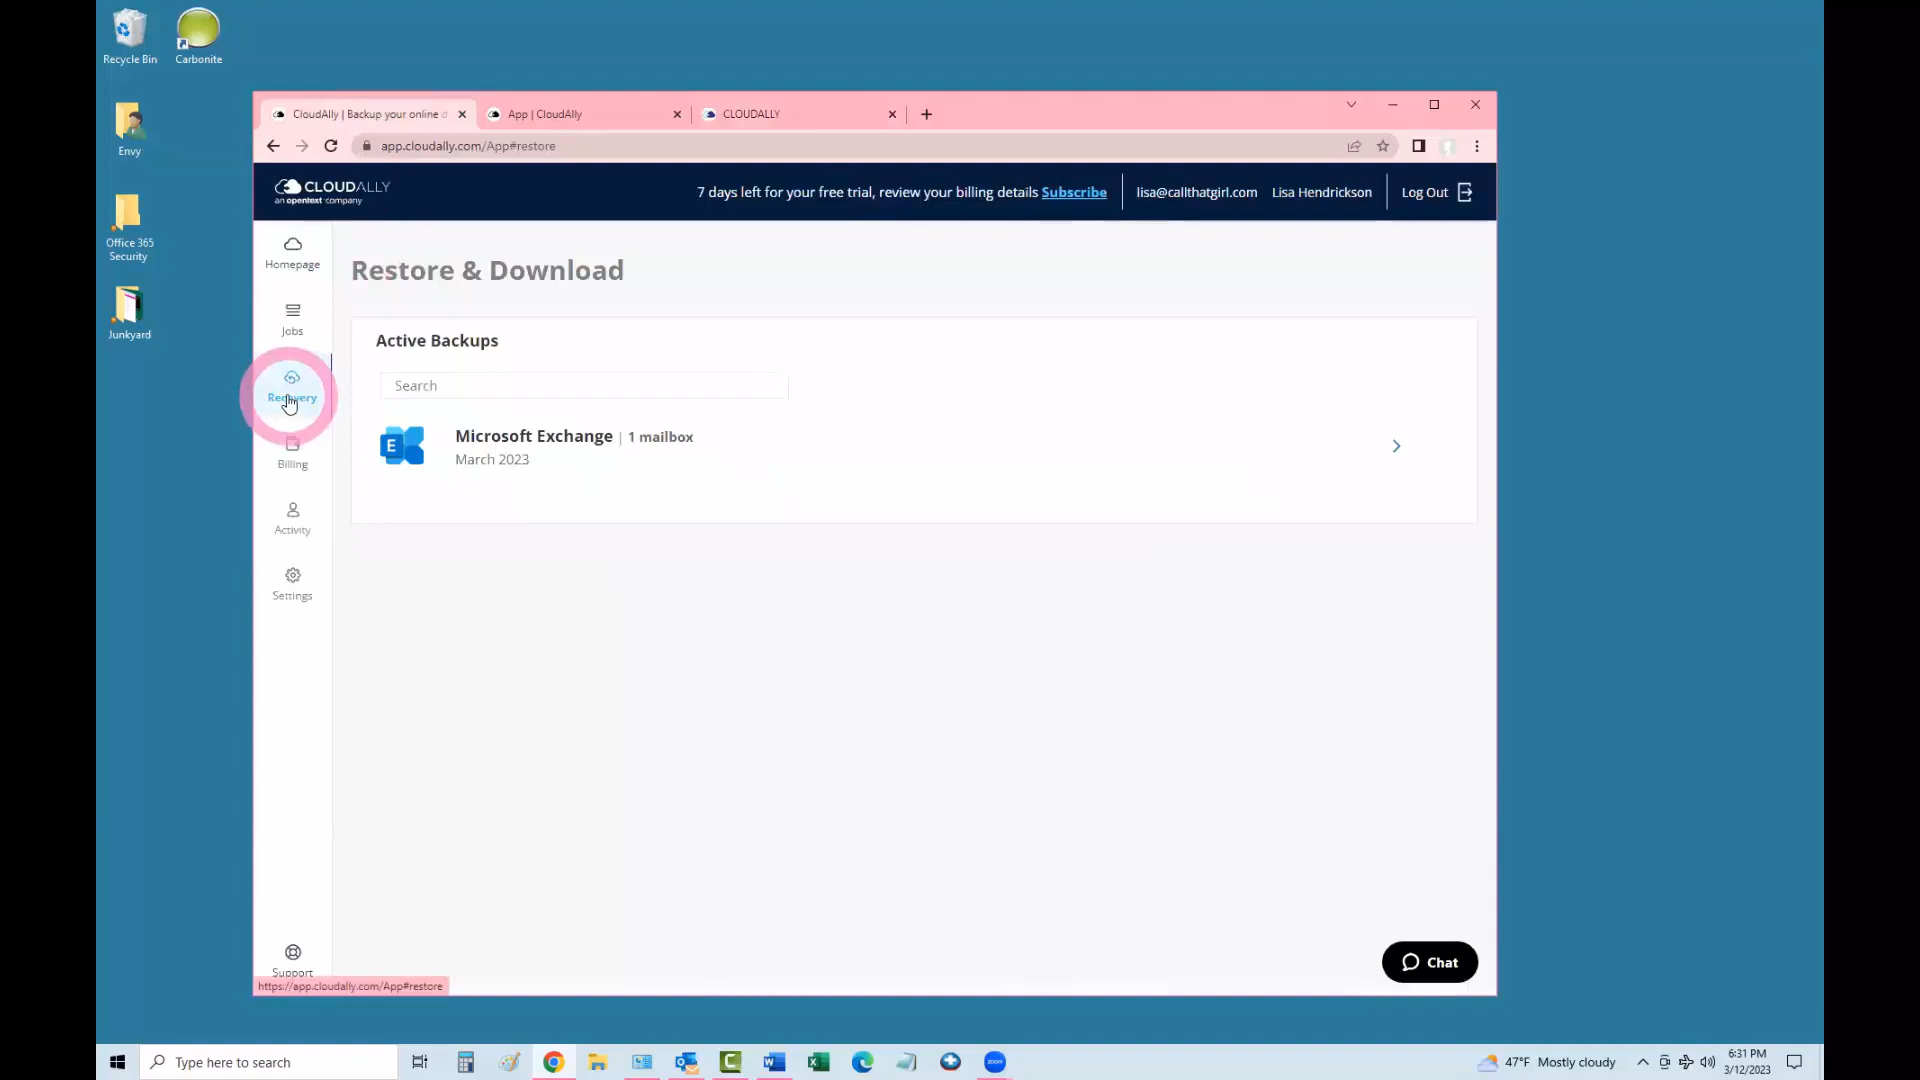 Recycle Bin
Carbonite
Envy
Office 365
Security
Junkyard
CloudAlly | Backup your online d
App | CloudAlly
CLOUDALLY
app.cloudally.com/App#restore
CLOUDALLY
an opentext company
7 days left for your free trial, review your billing details Subscribe
lisa@callthatgirl.com
Lisa Hendrickson
Log Out
Homepage
Jobs
Recovery
Billing
Activity
Settings
Support
Restore & Download
Active Backups
Search
E
Microsoft Exchange | 1 mailbox
March 2023
Chat
https://app.cloudally.com/App#restore
Type here to search
zoom
47°F Mostly cloudy
6:31 PM
3/12/2023